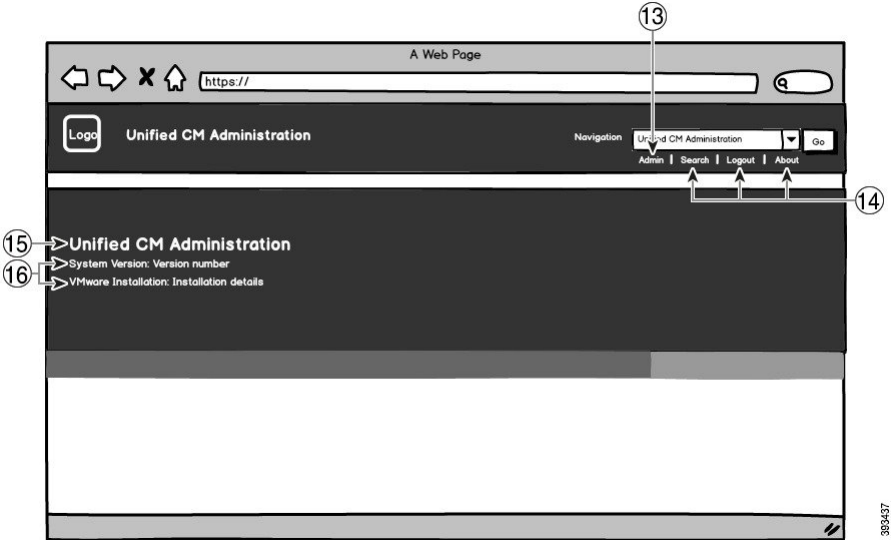 13
A Web Page
https://
Logo
Unified CM Administration
Navigation
Unified CM Administration
Go
Admin | Search | Logout | About
14
15
Unified CM Administration
16
System Version: Version number
VMware Installation: Installation details
393437